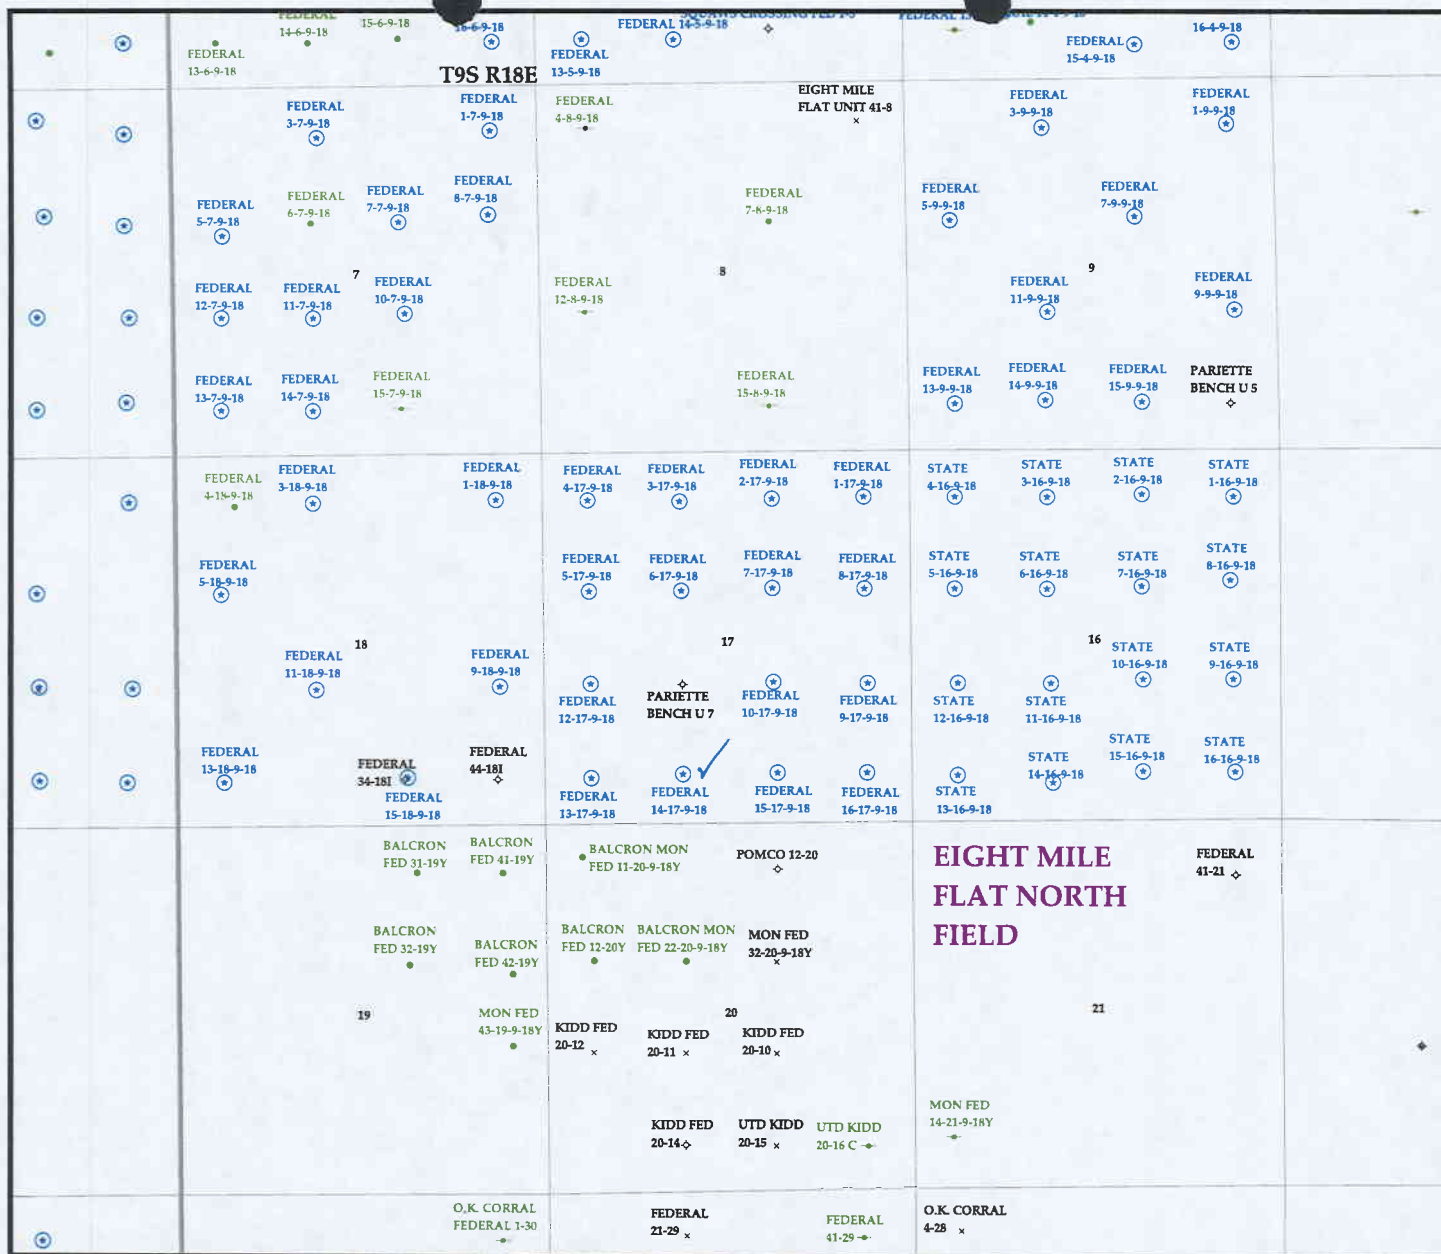 FEDERAL
14-6-9-18
15-6-9-18
16-6-9-18
SQUAWS CROSSING FED 1-5
FEDERAL 14-5-9-18
16-4-9-18
FEDERAL
13-6-9-18
T9S R18E
FEDERAL
13-5-9-18
FEDERAL
15-4-9-18
FEDERAL
3-7-9-18
FEDERAL
1-7-9-18
FEDERAL
4-8-9-18
EIGHT MILE
FLAT UNIT 41-8
FEDERAL
3-9-9-18
FEDERAL
1-9-9-18
FEDERAL
5-7-9-18
FEDERAL
6-7-9-18
FEDERAL
7-7-9-18
FEDERAL
8-7-9-18
FEDERAL
7-8-9-18
FEDERAL
5-9-9-18
FEDERAL
7-9-9-18
7
8
9
FEDERAL
12-7-9-18
FEDERAL
11-7-9-18
FEDERAL
10-7-9-18
FEDERAL
12-8-9-18
FEDERAL
11-9-9-18
FEDERAL
9-9-9-18
FEDERAL
13-7-9-18
FEDERAL
14-7-9-18
FEDERAL
15-7-9-18
FEDERAL
15-8-9-18
FEDERAL
13-9-9-18
FEDERAL
14-9-9-18
FEDERAL
15-9-9-18
PARIETTE
BENCH U 5
FEDERAL
4-18-9-18
FEDERAL
3-18-9-18
FEDERAL
1-18-9-18
FEDERAL
4-17-9-18
FEDERAL
3-17-9-18
FEDERAL
2-17-9-18
FEDERAL
1-17-9-18
STATE
4-16-9-18
STATE
3-16-9-18
STATE
2-16-9-18
STATE
1-16-9-18
FEDERAL
5-18-9-18
FEDERAL
5-17-9-18
FEDERAL
6-17-9-18
FEDERAL
7-17-9-18
FEDERAL
8-17-9-18
STATE
5-16-9-18
STATE
6-16-9-18
STATE
7-16-9-18
STATE
8-16-9-18
18
17
16
FEDERAL
11-18-9-18
FEDERAL
9-18-9-18
FEDERAL
12-17-9-18
PARIETTE
BENCH U 7
FEDERAL
10-17-9-18
FEDERAL
9-17-9-18
STATE
12-16-9-18
STATE
11-16-9-18
STATE
10-16-9-18
STATE
9-16-9-18
FEDERAL
13-18-9-18
FEDERAL
34-18I
FEDERAL
44-18I
FEDERAL
15-18-9-18
FEDERAL
13-17-9-18
FEDERAL
14-17-9-18
FEDERAL
15-17-9-18
FEDERAL
16-17-9-18
STATE
13-16-9-18
STATE
14-16-9-18
STATE
15-16-9-18
STATE
16-16-9-18
BALCRON
FED 31-19Y
BALCRON
FED 41-19Y
BALCRON MON
FED 11-20-9-18Y
POMCO 12-20
EIGHT MILE
FLAT NORTH
FIELD
FEDERAL
41-21
BALCRON
FED 32-19Y
BALCRON
FED 42-19Y
BALCRON
FED 12-20Y
BALCRON MON
FED 22-20-9-18Y
MON FED
32-20-9-18Y
19
20
21
MON FED
43-19-9-18Y
KIDD FED
20-12
KIDD FED
20-11
KIDD FED
20-10
KIDD FED
20-14
UTD KIDD
20-15
UTD KIDD
20-16 C
MON FED
14-21-9-18Y
O.K. CORRAL
FEDERAL 1-30
FEDERAL
21-29
FEDERAL
41-29
O.K. CORRAL
4-28